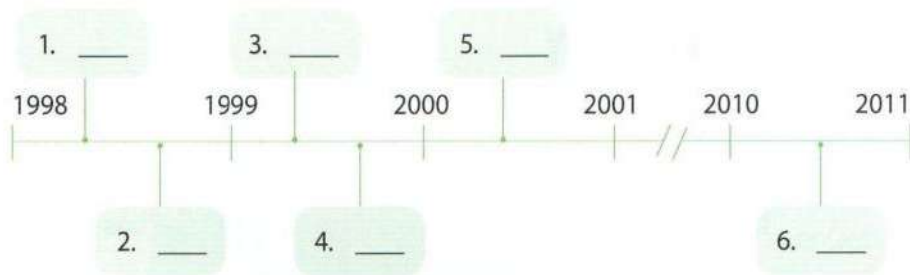 1. ____ 3. ____ 5. ____
1998 1999 2000 2001 2010 2011
2. ____ 4. ____ 6. ____